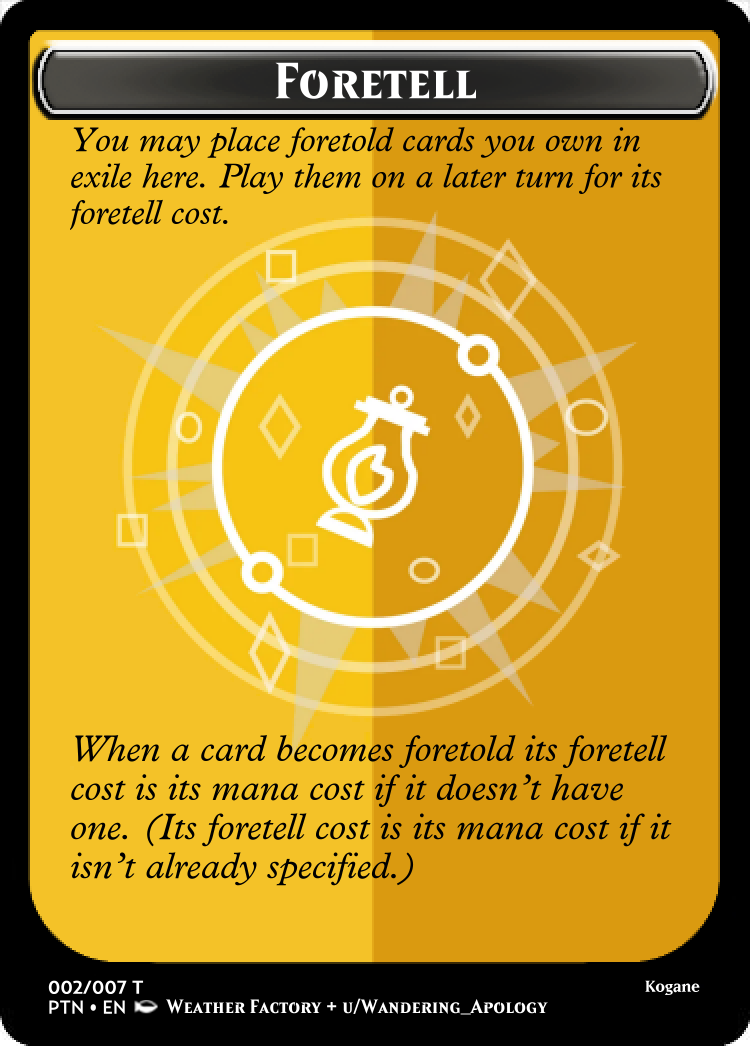 FORETELL
You may place foretold cards you own in
exile here. Play them on a later turn for its
foretell cost.
When a card becomes foretold its foretell
cost is its mana cost if it doesn't have
one. (Its foretell cost is its mana cost if it
isn't already specified.)
002/007 T
Kogane
PTN • EN WEATHER FACTORY + U/WANDERING_APOLOGY